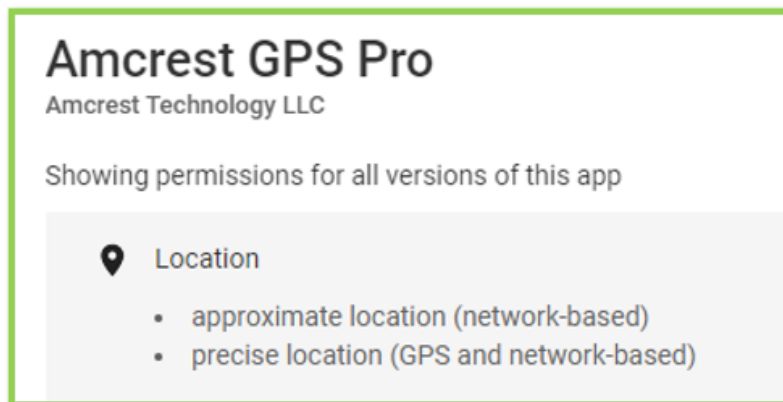 Amcrest GPS Pro
Amcrest Technology LLC
Showing permissions for all versions of this app
Location
• approximate location (network-based)
• precise location (GPS and network-based)